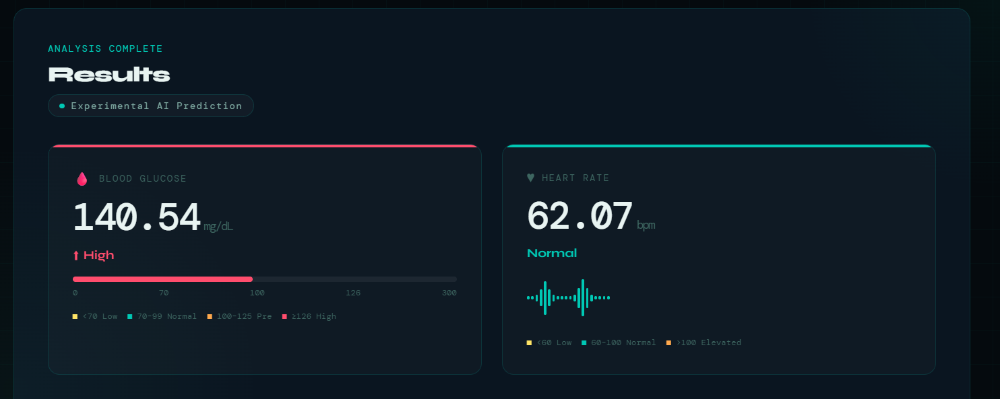 ANALYSIS COMPLETE
Results
Experimental AI Prediction
BLOOD GLUCOSE
140.54 mg/dL
↑ High
0 70 100 126 300
<70 Low 70-99 Normal 100-125 Pre ≥126 High
HEART RATE
62.07 bpm
Normal
<60 Low 60-100 Normal >100 Elevated